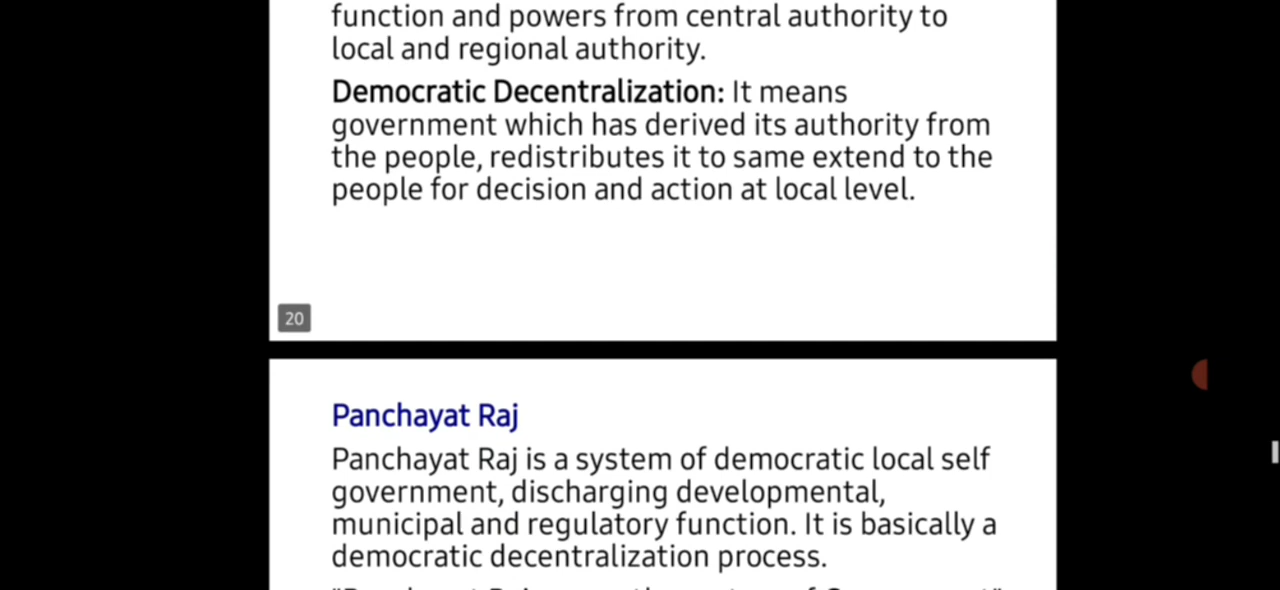 function and powers from central authority to
local and regional authority.
Democratic Decentralization: It means
government which has derived its authority from
the people, redistributes it to same extend to the
people for decision and action at local level.
20
Panchayat Raj
Panchayat Raj is a system of democratic local self
government, discharging developmental,
municipal and regulatory function. It is basically a
democratic decentralization process.